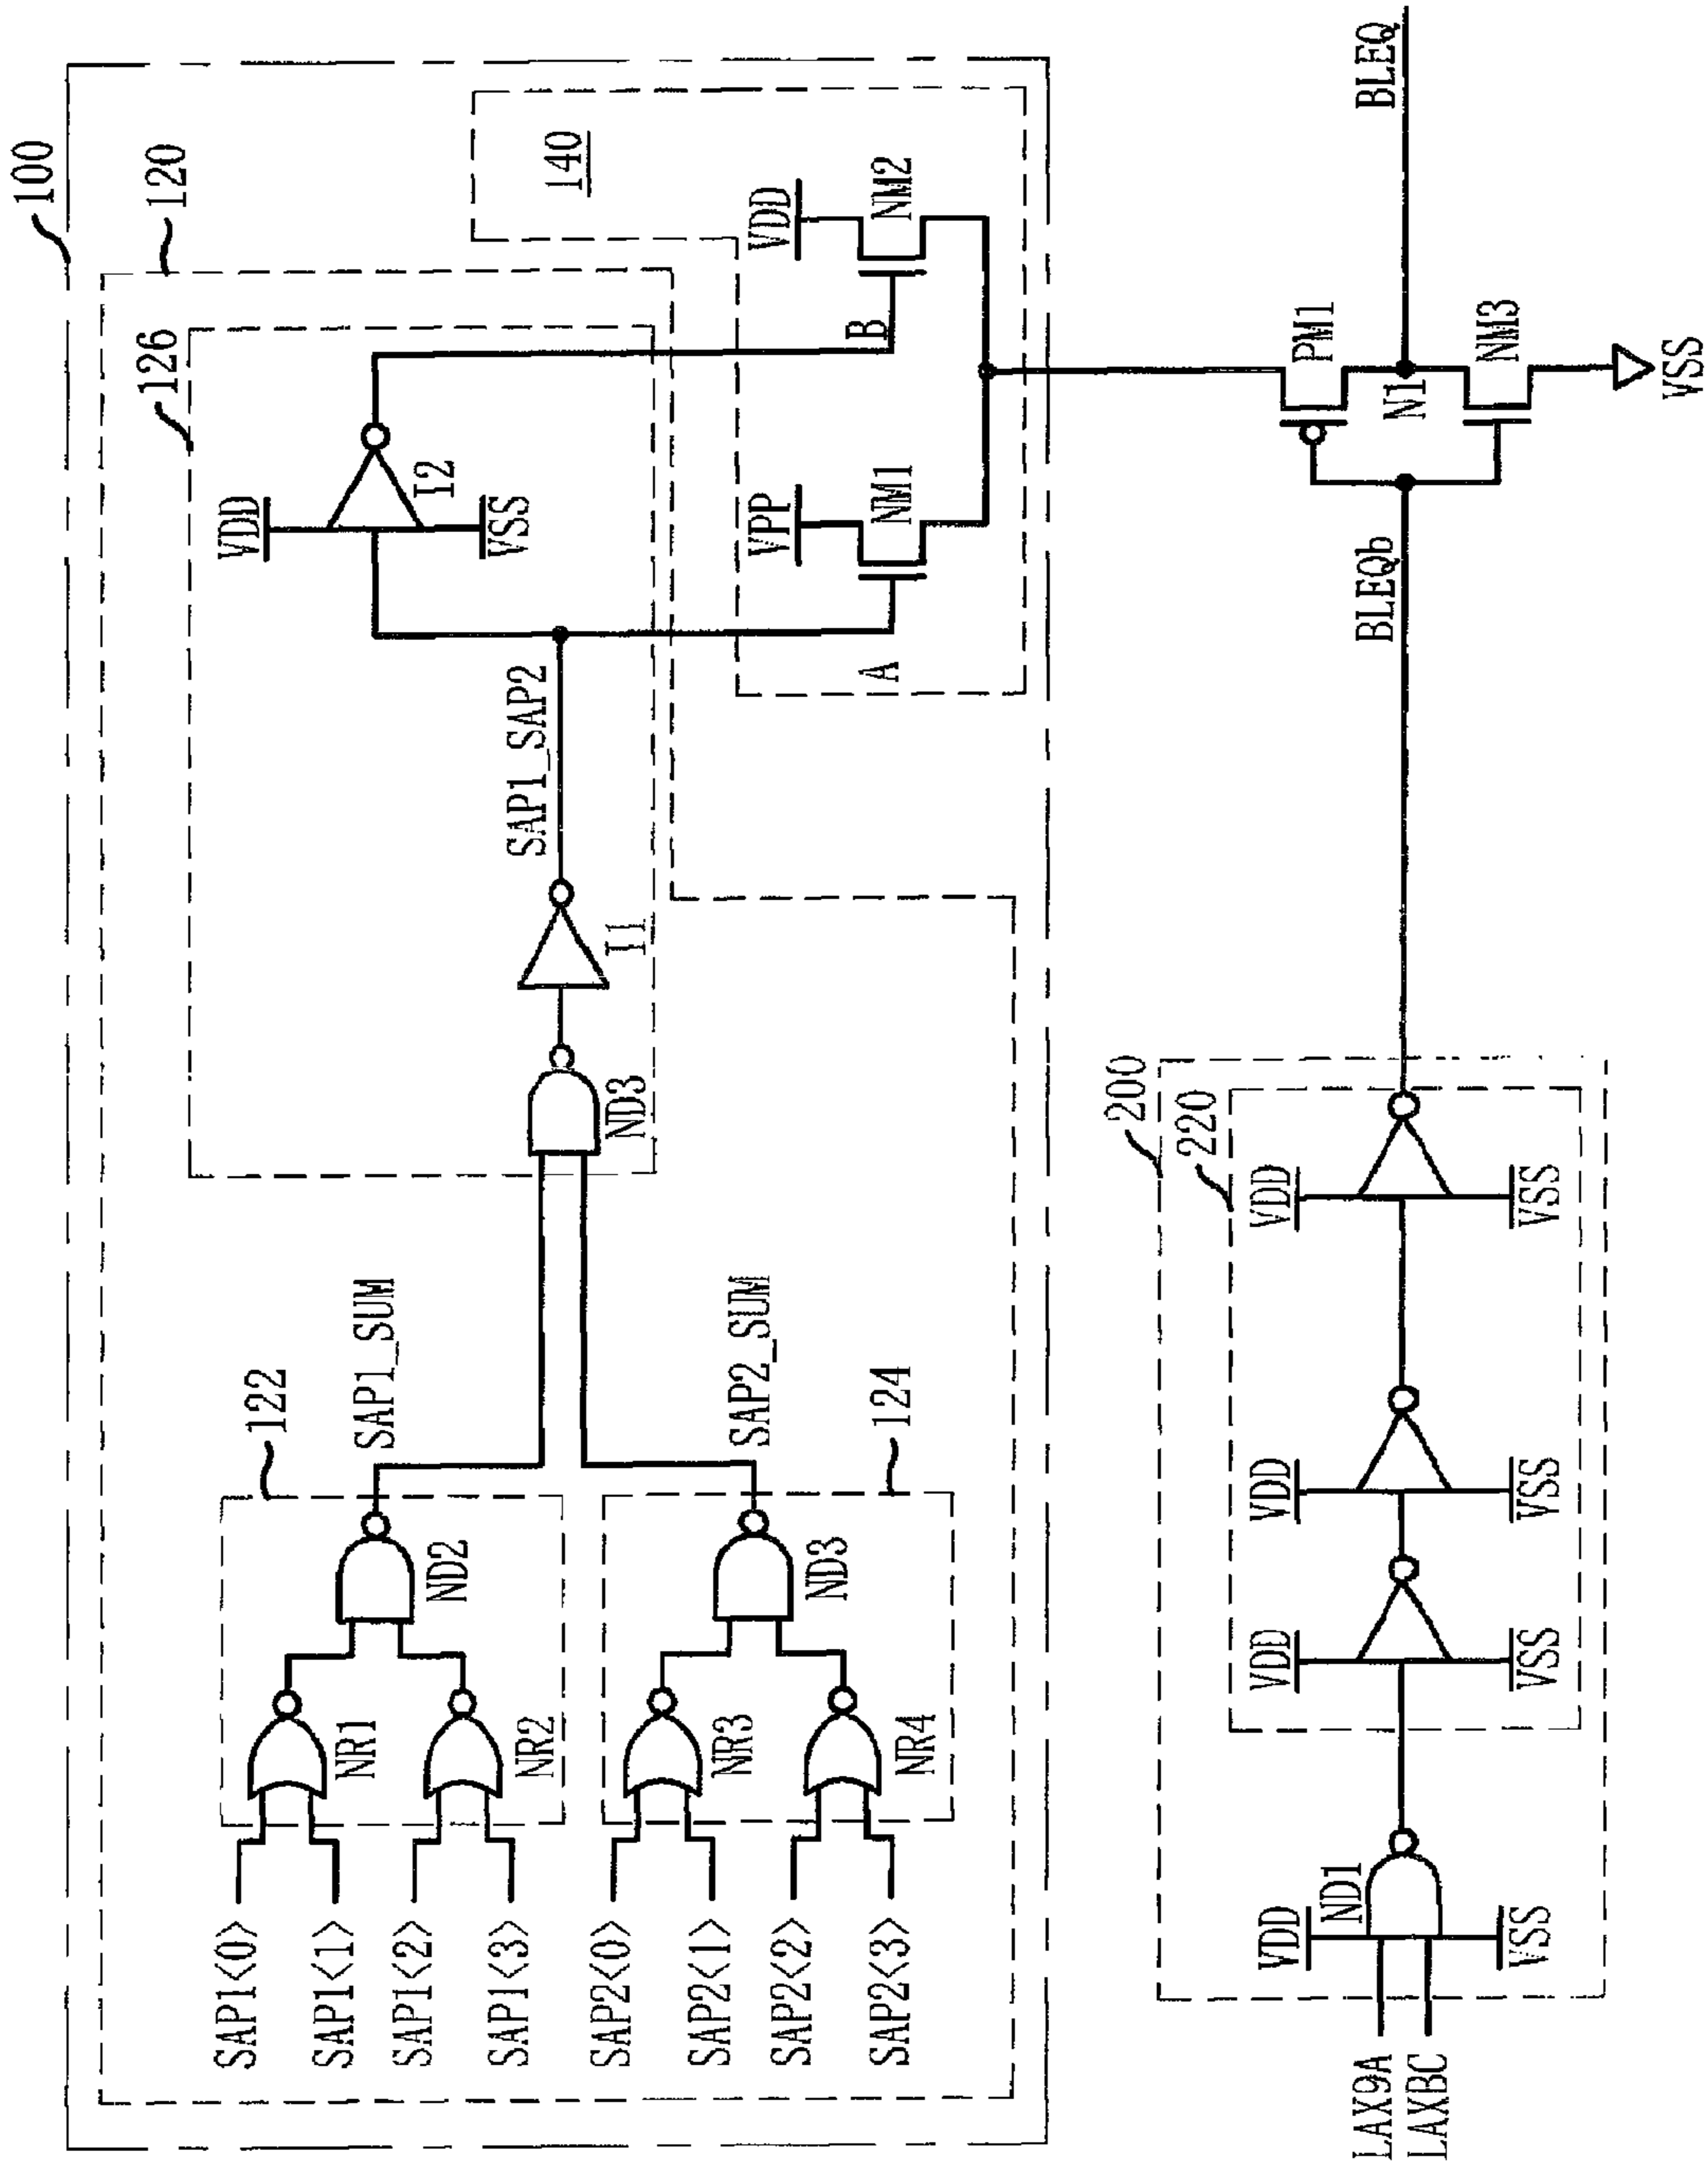 100
120
126
140
VDD
I2
VSS
B
VDD
NM2
VPP
NM1
A
SAP1_SAP2
I1
ND3
SAP1_SUM
SAP2_SUM
122
124
ND2
ND3
NR1
NR2
NR3
NR4
SAP1<0>
SAP1<1>
SAP1<2>
SAP1<3>
SAP2<0>
SAP2<1>
SAP2<2>
SAP2<3>
BLEQ
PM1
N1
NM3
VSS
BLEQb
200
220
VDD
VSS
VDD
VSS
VDD
VSS
VDD
ND1
VSS
LAX9A
LAXBC